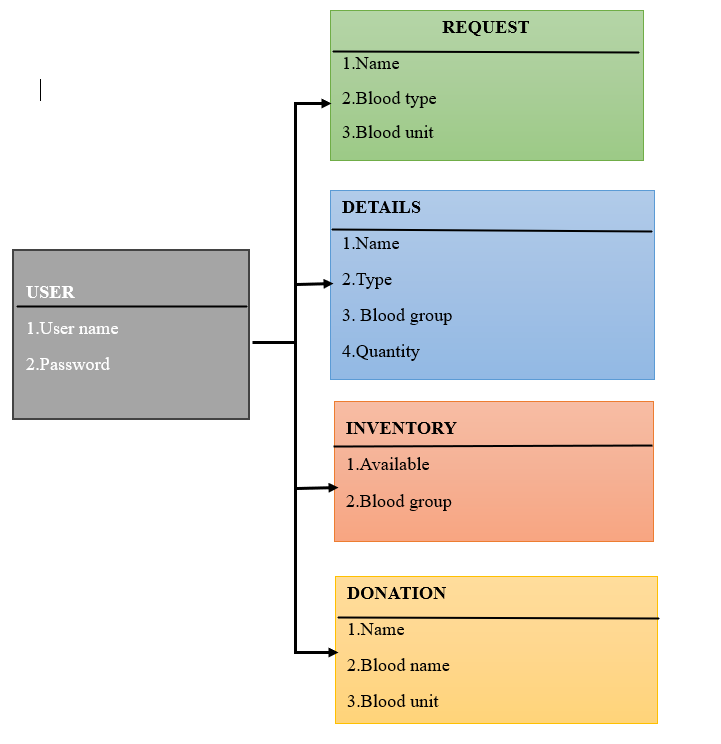 REQUEST
1.Name
2.Blood type
3.Blood unit
DETAILS
1.Name
2.Type
3. Blood group
4.Quantity
USER
1.User name
2.Password
INVENTORY
1.Available
2.Blood group
DONATION
1.Name
2.Blood name
3.Blood unit